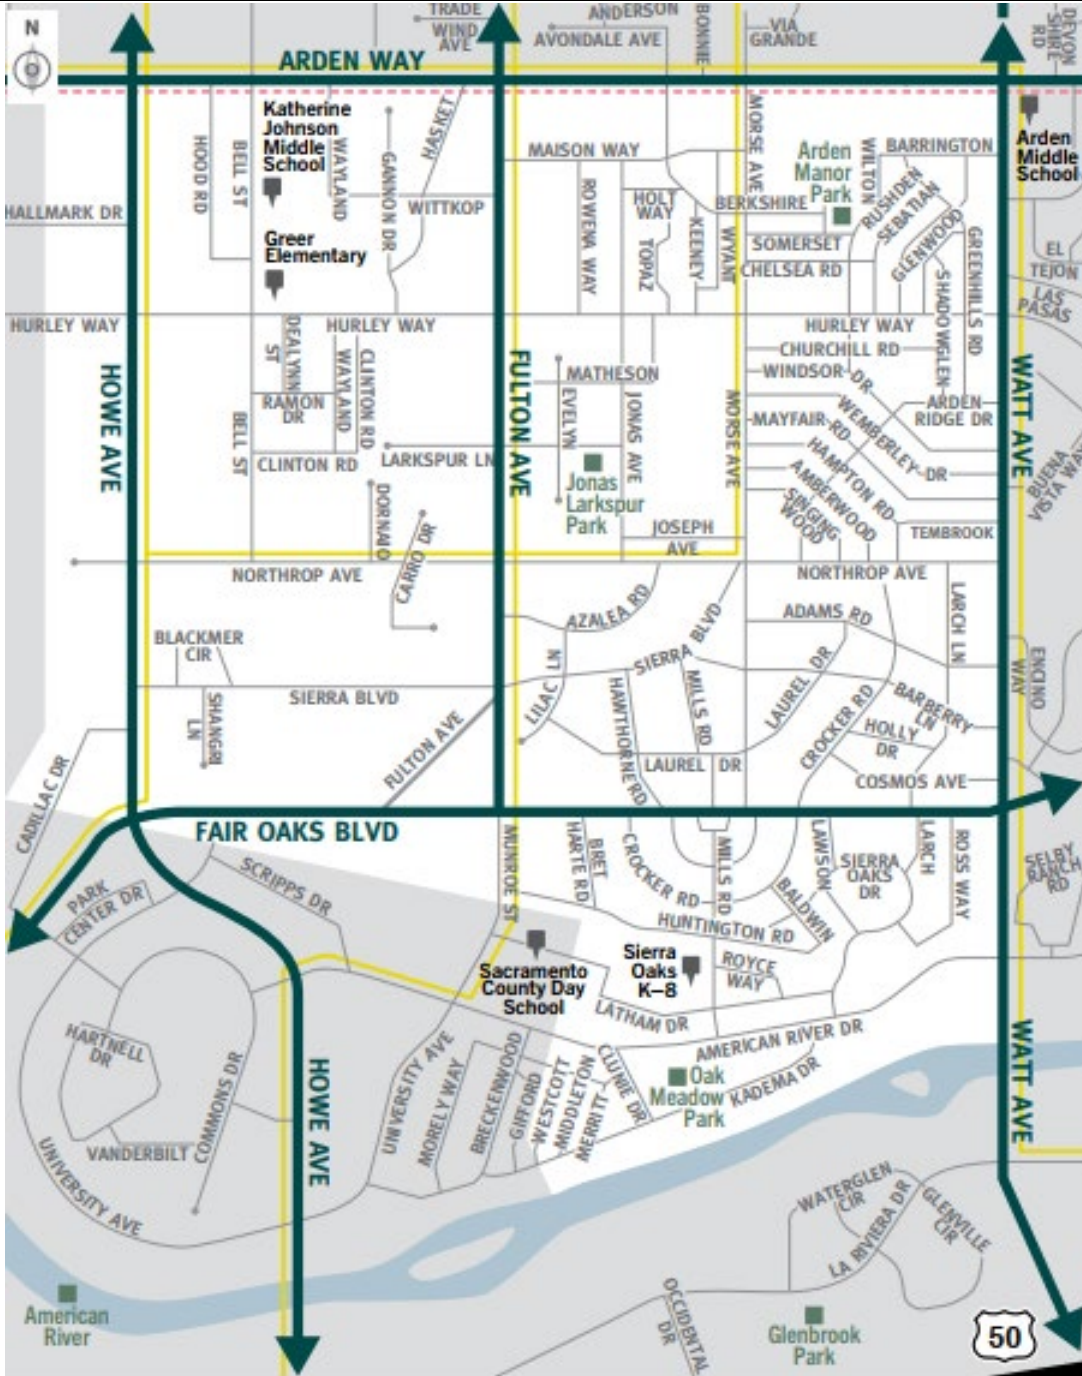 TRADE
WIND
AVE
ANDERSON
AVONDALE AVE
BONNIE
VIA
GRANDE
DEVON
SHIRE
RD
N
ARDEN WAY
Katherine
Johnson
Middle
School
HASKET
WAYLAND
GANNON DR
HOOD RD
BELL ST
WITTKOP
HALLMARK DR
MAISON WAY
MORSE AVE
Arden
Manor
Park
WILTON
BARRINGTON
Arden
Middle
School
RUSHDEN
SEBATIAN
GLENWOOD
ROWENA WAY
HOLT
WAY
TOPAZ
KEENEY
BERKSHIRE
WYANT
SOMERSET
CHELSEA RD
Greer
Elementary
GREENHILLS RD
SHADOWGLEN
EL
TEJON
LAS
PASAS
HURLEY WAY
HURLEY WAY
HURLEY WAY
CHURCHILL RD
WINDSOR DR
DEALYNN
ST
WAYLAND
CLINTON RD
HOWE AVE
FULTON AVE
WATT AVE
MATHESON
EVELYN
JONAS AVE
MORSE AVE
RAMON
DR
BELL ST
CLINTON RD
LARKSPUR LN
Jonas
Larkspur
Park
MAYFAIR RD
WEMBERLEY DR
ARDEN
RIDGE DR
HAMPTON RD
AMBERWOOD
SINGING
WOOD
BUENA
VISTA WAY
DORNAJO
CARRO DR
JOSEPH
AVE
TEMBROOK
NORTHROP AVE
NORTHROP AVE
AZALEA RD
ADAMS RD
LARCH LN
BLACKMER
CIR
SIERRA BLVD
SIERRA BLVD
SHANGRI
LN
LILAC LN
HAWTHORNE RD
MILLS RD
LAUREL DR
LAUREL DR
CROCKER RD
BARBERRY
LN
HOLLY
DR
COSMOS AVE
ENCINO
WAY
FULTON AVE
CADILLAC DR
FAIR OAKS BLVD
MUNROE ST
BRET
HARTE RD
CROCKER RD
MILLS RD
LAWSON
SIERRA
OAKS
DR
LARCH
ROSS WAY
SELBY
RANCH
RD
BALDWIN
PARK
CENTER DR
SCRIPPS DR
HUNTINGTON RD
Sacramento
County Day
School
Sierra
Oaks
K–8
ROYCE
WAY
LATHAM DR
AMERICAN RIVER DR
WATT AVE
HARTNELL
DR
COMMONS DR
VANDERBILT
UNIVERSITY AVE
HOWE AVE
UNIVERSITY AVE
MORELY WAY
BRECKENWOOD
GIFFORD
WESTCOTT
MIDDLETON
MERRITT
CLUNIE DR
Oak
Meadow
Park
KADEMA DR
WATERGLEN
CIR
LA RIVIERA DR
GLENVILLE
CIR
American
River
OCCIDENTAL
DR
Glenbrook
Park
50